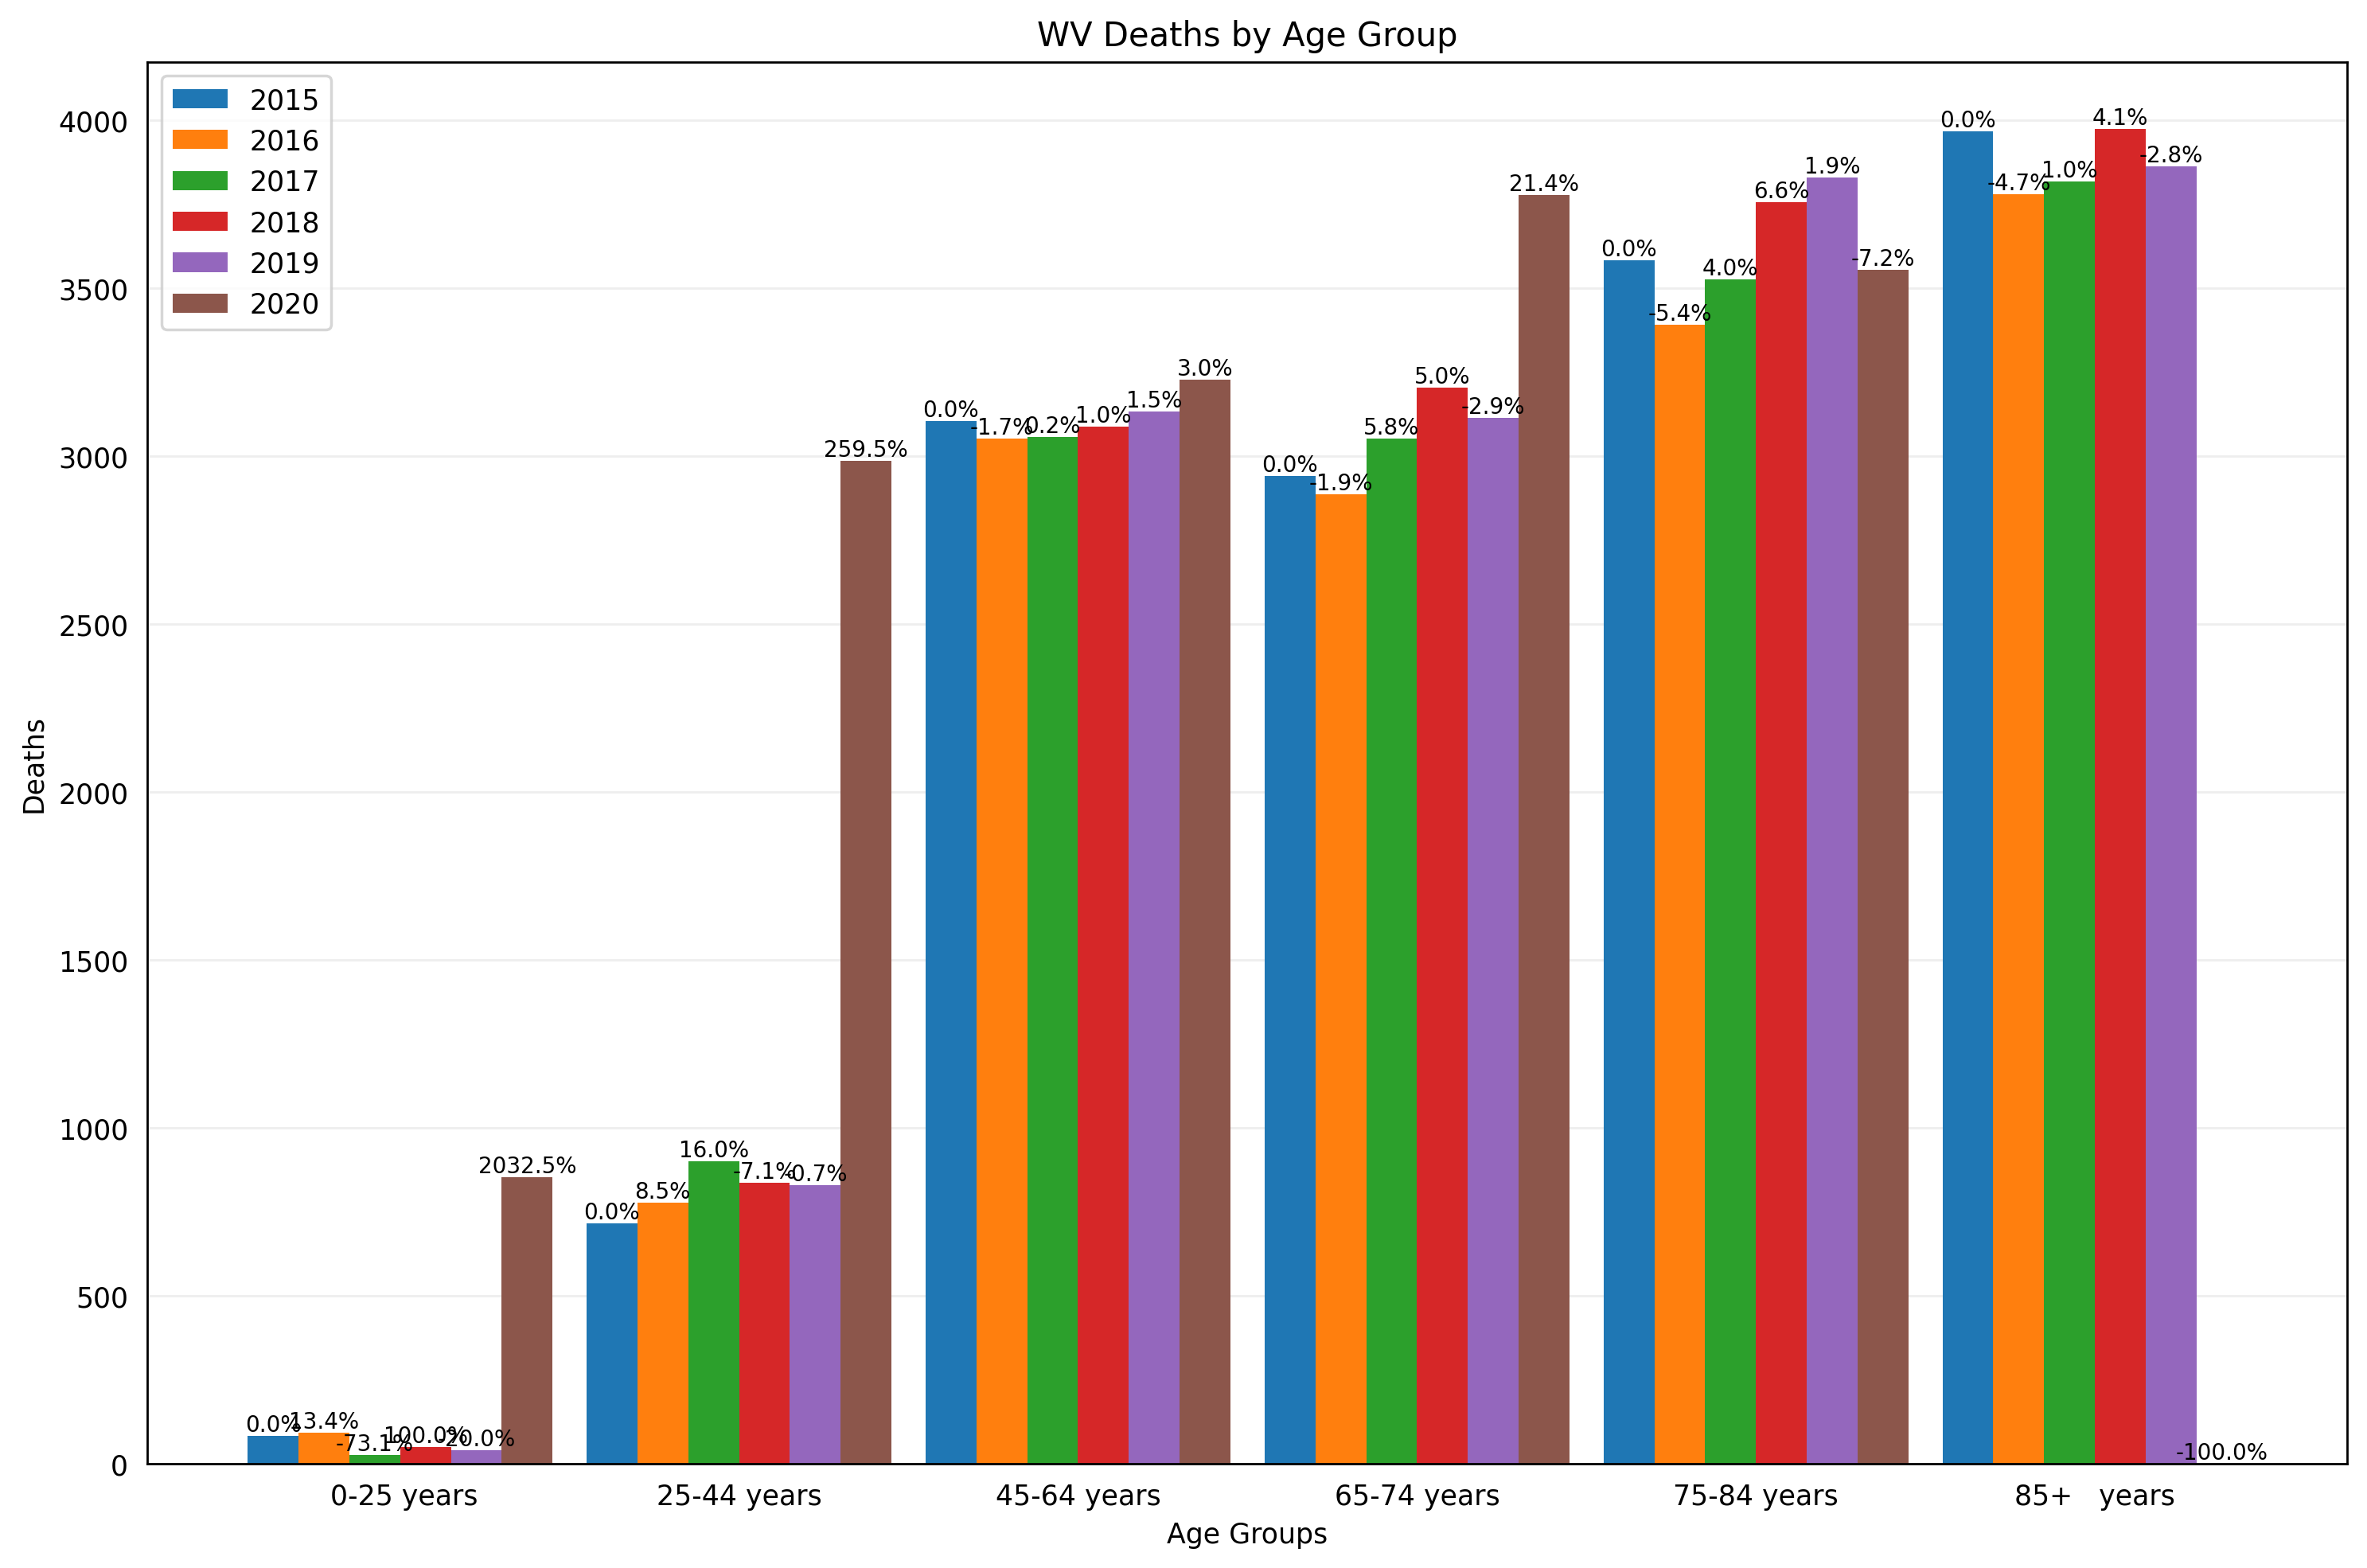 WV Deaths by Age Group
2015
2016
2017
2018
2019
2020
Deaths
4000
3500
3000
2500
2000
1500
1000
500
0
0.0% 13.4% -73.1% 100.0% -20.0% 2032.5%
0.0% 8.5% 16.0% -7.1% -0.7% 259.5%
0.0% -1.7% 0.2% 1.0% 1.5% 3.0%
0.0% -1.9% 5.8% 5.0% -2.9% 21.4%
0.0% -5.4% 4.0% 6.6% 1.9% -7.2%
0.0% -4.7% 1.0% 4.1% -2.8% -100.0%
0-25 years 25-44 years 45-64 years 65-74 years 75-84 years 85+ years
Age Groups